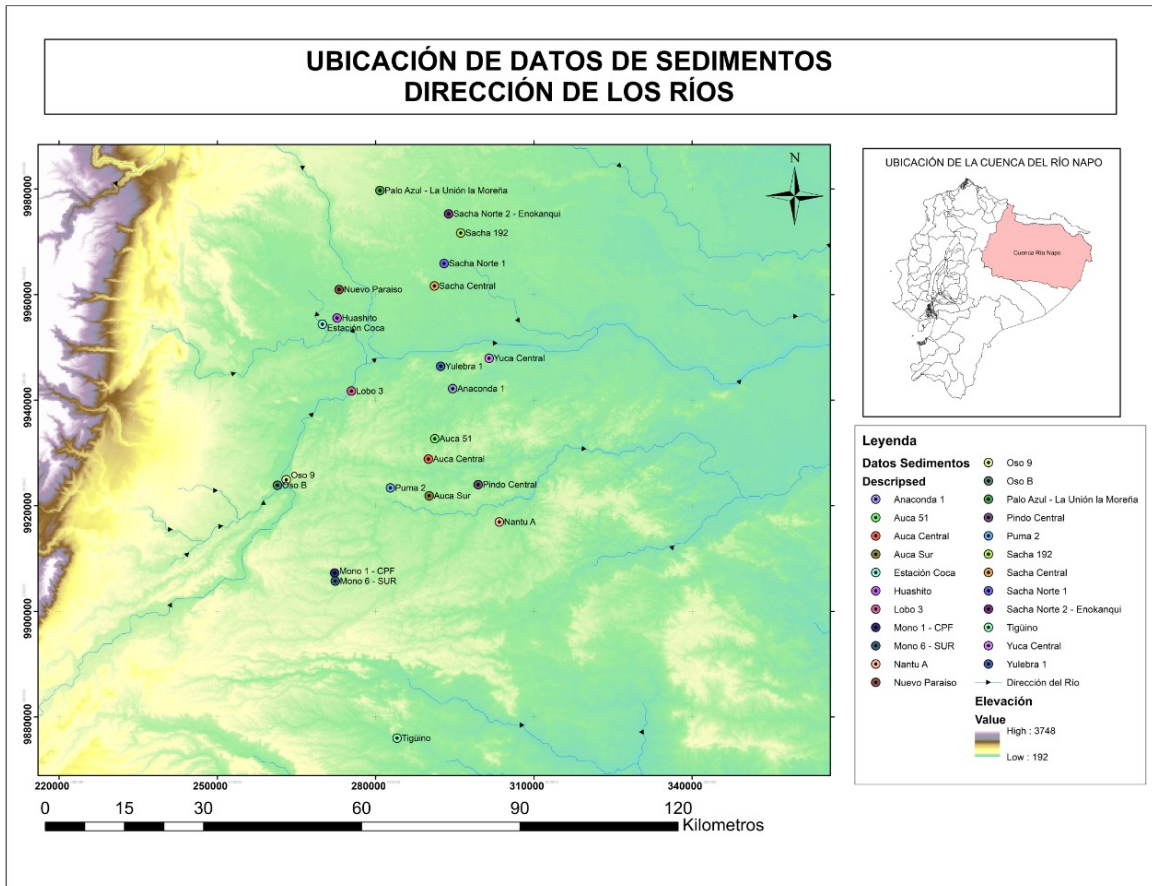 UBICACIÓN DE DATOS DE SEDIMENTOS
DIRECCIÓN DE LOS RÍOS
N
Palo Azul - La Unión la Moreña
Sacha Norte 2 - Enokanqui
Sacha 192
Sacha Norte 1
Sacha Central
Nuevo Paraiso
Huashito
Estación Coca
Yuca Central
Yulebra 1
Anaconda 1
Lobo 3
Auca 51
Auca Central
Oso 9
Oso B
Puma 2
Pindo Central
Auca Sur
Nantu A
Mono 1 - CPF
Mono 6 - SUR
Tigüino
9980000
9960000
9940000
9920000
9900000
9880000
220000 250000 280000 310000 340000
0 15 30 60 90 120 Kilometros
UBICACIÓN DE LA CUENCA DEL RÍO NAPO
Cuenca Rio Napo
Leyenda
Datos Sedimentos
Descripsed
Anaconda 1
Auca 51
Auca Central
Auca Sur
Estación Coca
Huashito
Lobo 3
Mono 1 - CPF
Mono 6 - SUR
Nantu A
Nuevo Paraiso
Oso 9
Oso B
Palo Azul - La Unión la Moreña
Pindo Central
Puma 2
Sacha 192
Sacha Central
Sacha Norte 1
Sacha Norte 2 - Enokanqui
Tigüino
Yuca Central
Yulebra 1
Dirección del Rio
Elevación
Value
High : 3748
Low : 192